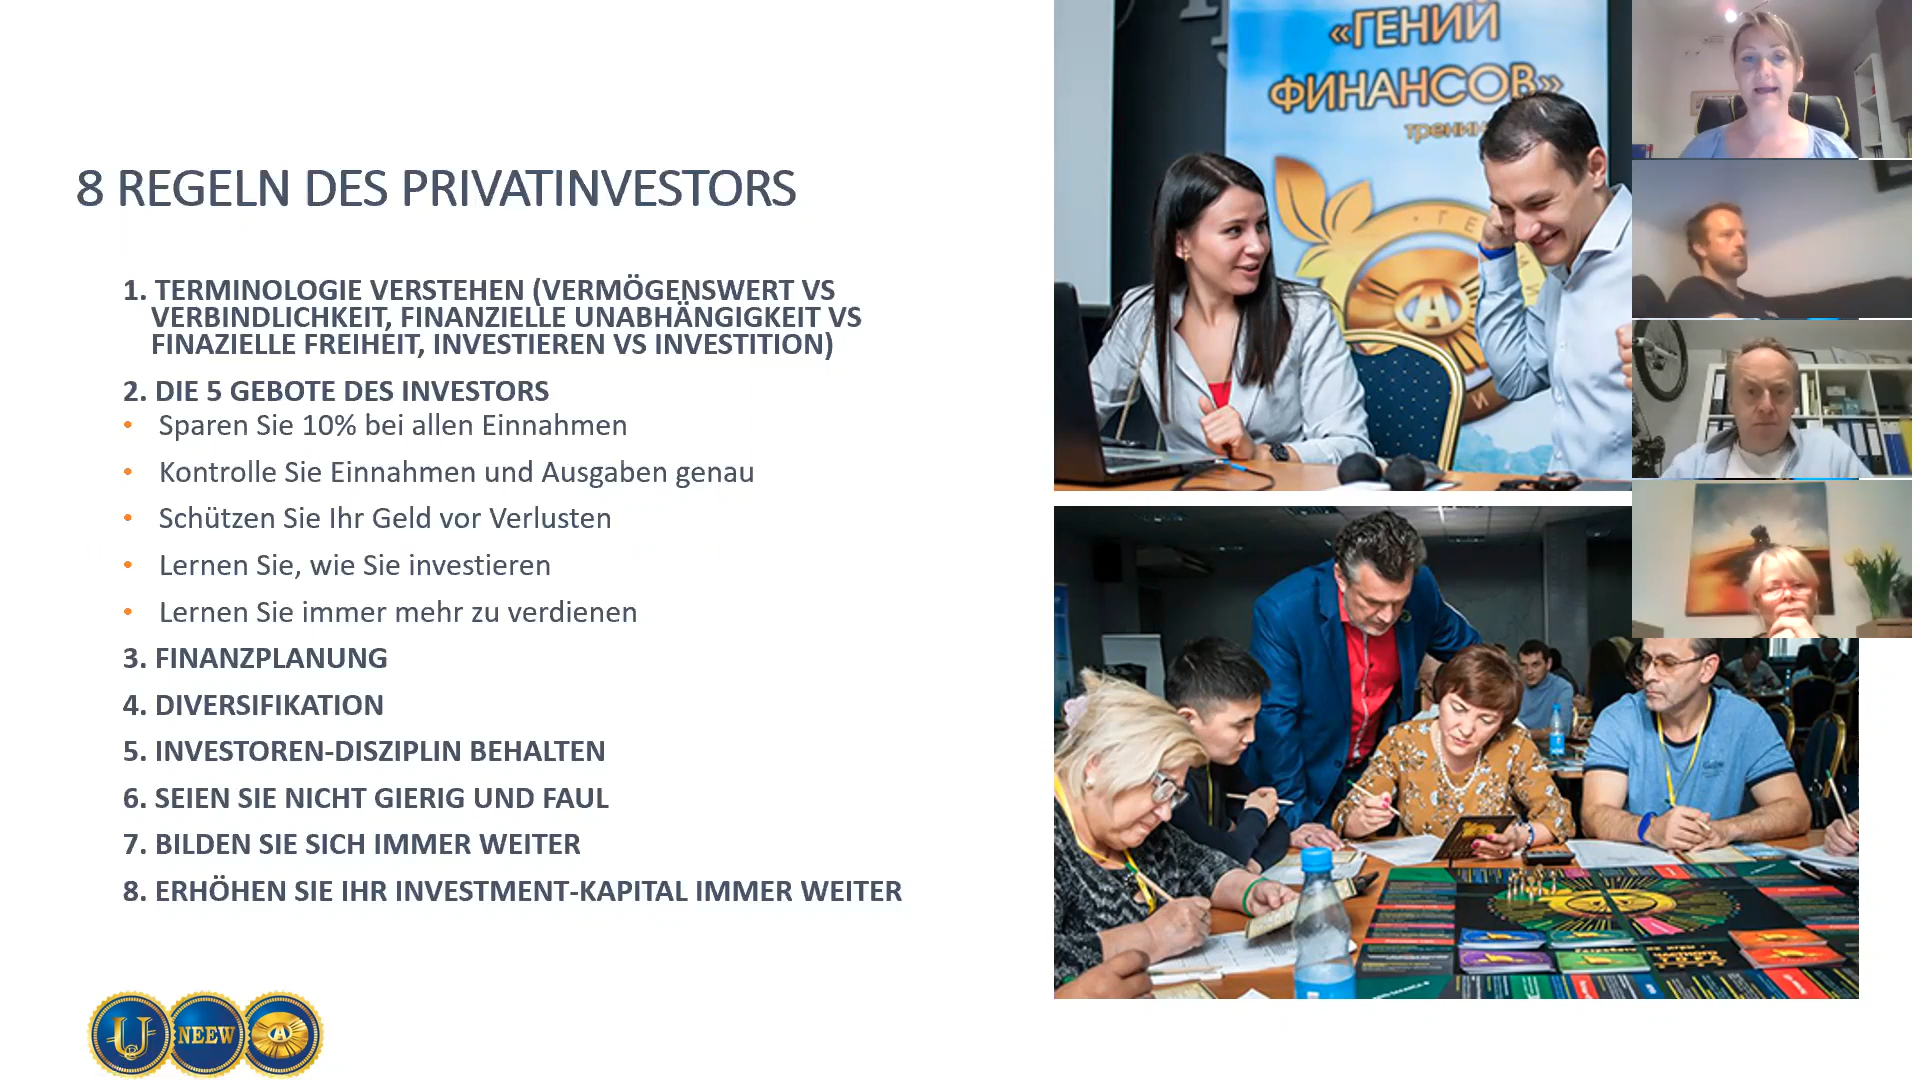 8 REGELN DES PRIVATINVESTORS
1. TERMINOLOGIE VERSTEHEN (VERMÖGENSWERT VS
VERBINDLICHKEIT, FINANZIELLE UNABHÄNGIGKEIT VS
FINAZIELLE FREIHEIT, INVESTIEREN VS INVESTITION)
2. DIE 5 GEBOTE DES INVESTORS
• Sparen Sie 10% bei allen Einnahmen
• Kontrolle Sie Einnahmen und Ausgaben genau
• Schützen Sie Ihr Geld vor Verlusten
• Lernen Sie, wie Sie investieren
• Lernen Sie immer mehr zu verdienen
3. FINANZPLANUNG
4. DIVERSIFIKATION
5. INVESTOREN-DISZIPLIN BEHALTEN
6. SEIEN SIE NICHT GIERIG UND FAUL
7. BILDEN SIE SICH IMMER WEITER
8. ERHÖHEN SIE IHR INVESTMENT-KAPITAL IMMER WEITER
NEEW
«ГЕНИЙ
ФИНАНСОВ»